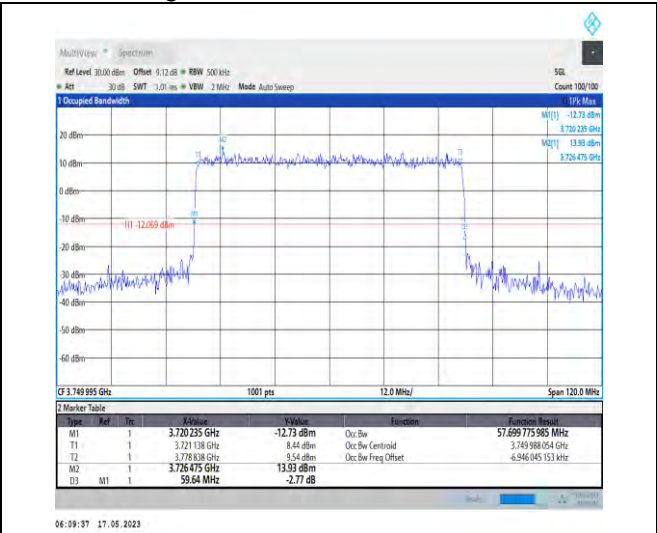 MultiView Spectrum
Ref Level 30.00 dBm Offset 9.12 dB RBW 500 kHz SGL
Att 30 dB SWT 1.01 ms VBW 2 MHz Mode Auto Sweep Count 100/100
1 Occupied Bandwidth 1Pk Max
M1[1] -12.73 dBm
3.720 235 GHz
M2[1] 13.93 dBm
3.726 475 GHz
20 dBm
10 dBm
0 dBm
-10 dBm
H1 -12.069 dBm
-20 dBm
-30 dBm
-40 dBm
-50 dBm
-60 dBm
CF 3.749 995 GHz 1001 pts 12.0 MHz/ Span 120.0 MHz
2 Marker Table
Type Ref Trc X-Value Y-Value Function Function Result
M1 1 3.720 235 GHz -12.73 dBm Occ Bw 57.699 775 985 MHz
T1 1 3.721 138 GHz 8.44 dBm Occ Bw Centroid 3.749 988 054 GHz
T2 1 3.778 838 GHz 9.54 dBm Occ Bw Freq Offset -6.946 045 153 kHz
M2 1 3.726 475 GHz 13.93 dBm
D3 M1 1 59.64 MHz -2.77 dB
06:09:37 17.05.2023